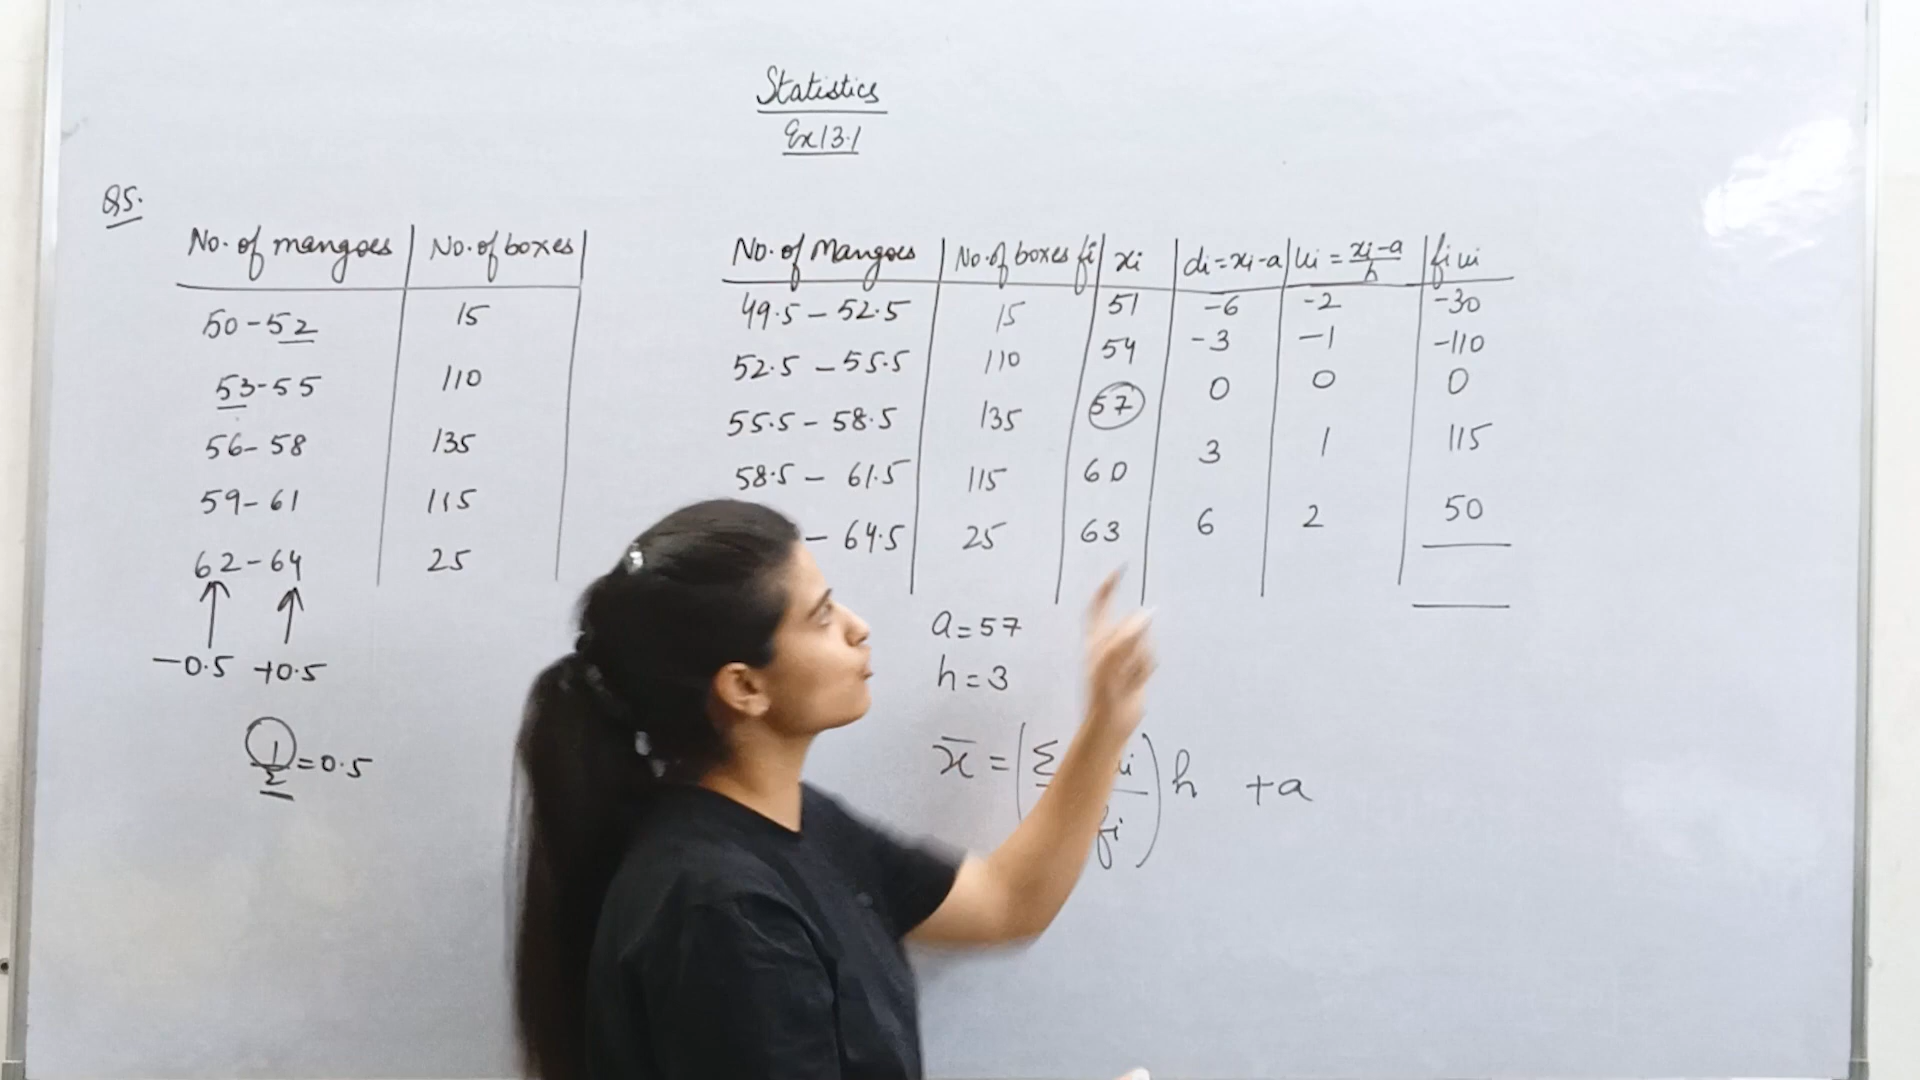 Statistics
Ex 13.1
Q5.
No. of mangoes | No. of boxes
50-52 | 15
53-55 | 110
56-58 | 135
59-61 | 115
62-64 | 25
-0.5 +0.5
1/2 = 0.5
No. of Mangoes | No. of boxes fi | xi | di = xi-a | ui = xi-a/h | fiui
49.5 - 52.5 | 15 | 51 | -6 | -2 | -30
52.5 - 55.5 | 110 | 54 | -3 | -1 | -110
55.5 - 58.5 | 135 | 57 | 0 | 0 | 0
58.5 - 61.5 | 115 | 60 | 3 | 1 | 115
- 64.5 | 25 | 63 | 6 | 2 | 50
a = 57
h = 3
x̄ = (Σ ui / fi) h + a